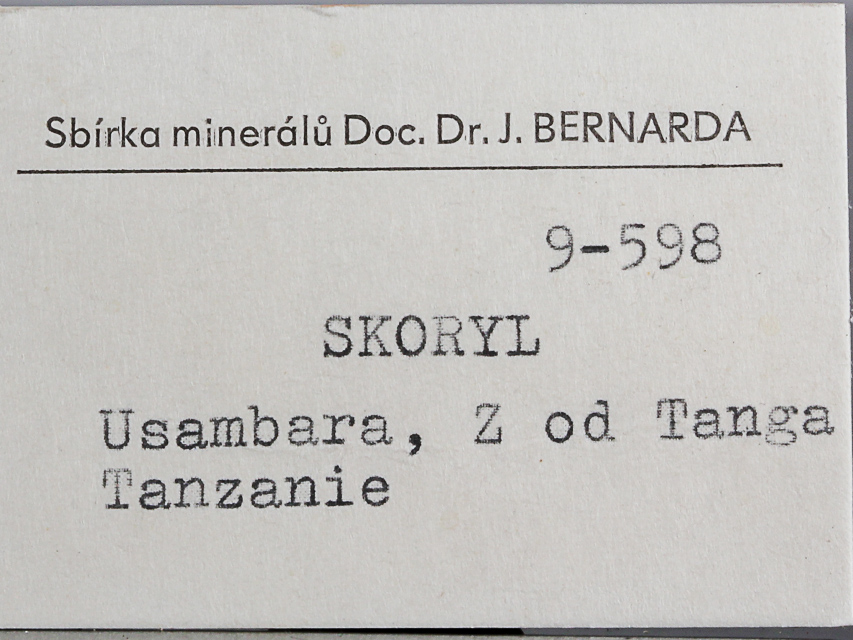 Sbírka minerálů Doc. Dr. J. BERNARDA
9-598
SKORYL
Usambara, Z od Tanga
Tanzanie